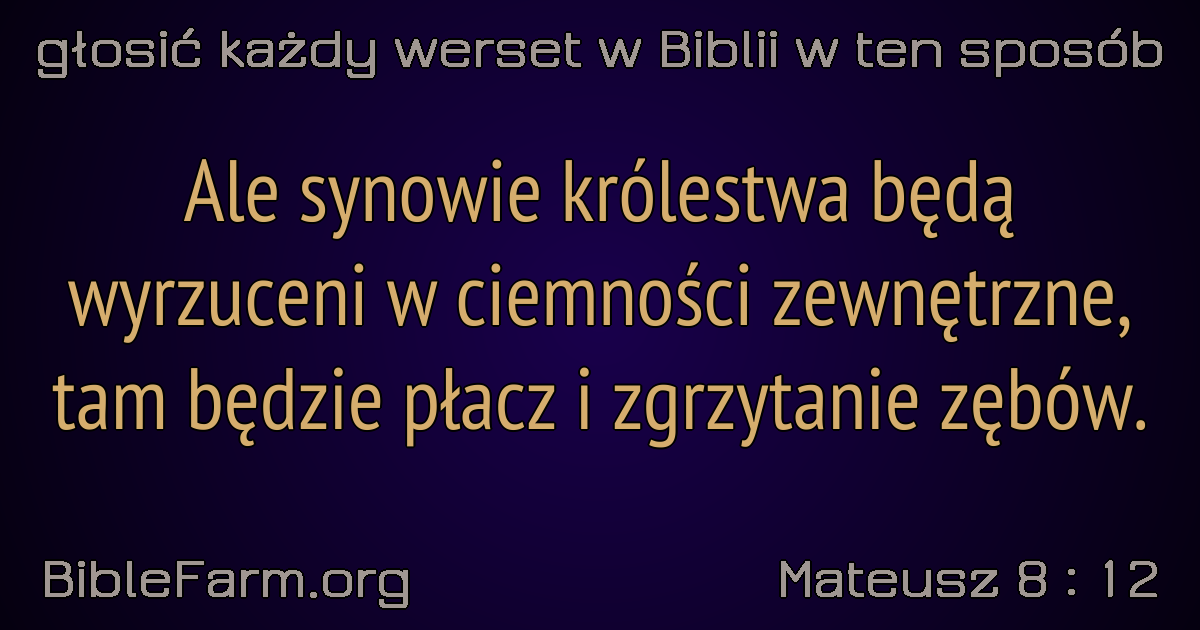 głosić każdy werset w Biblii w ten sposób
Ale synowie królestwa będą
wyrzuceni w ciemności zewnętrzne,
tam będzie płacz i zgrzytanie zębów.
BibleFarm.org
Mateusz 8 : 12